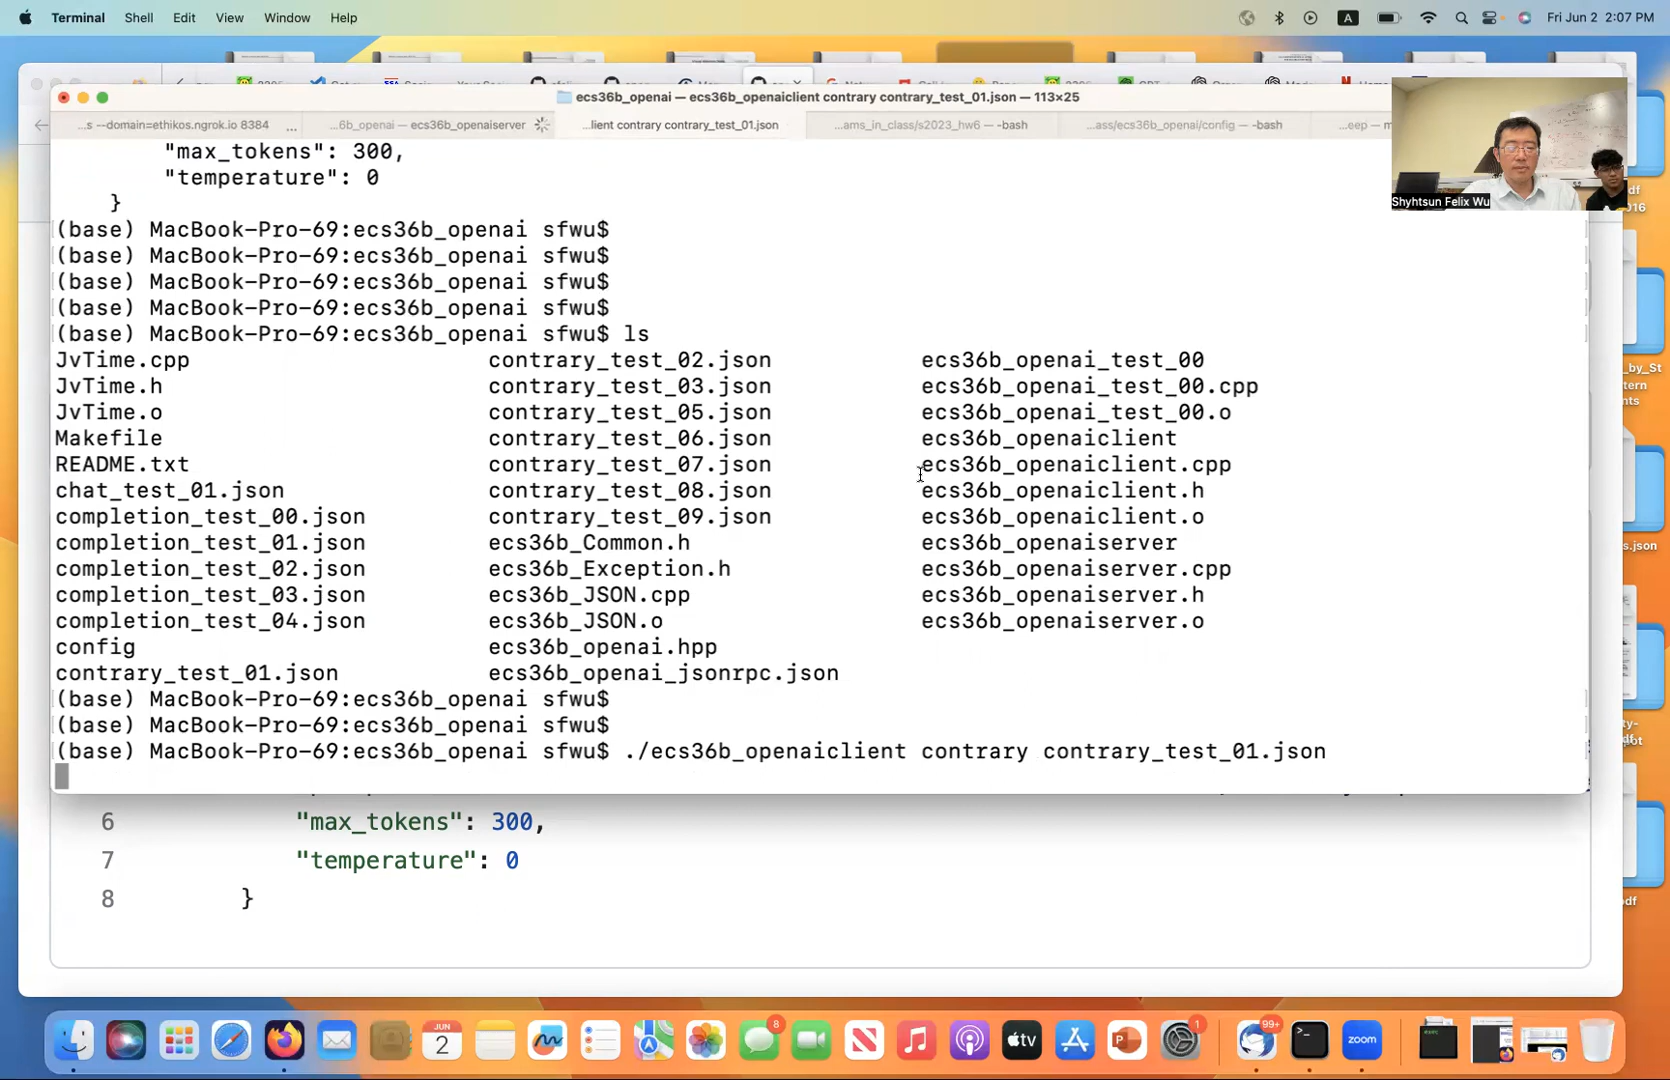 Terminal Shell Edit View Window Help Fri Jun 2 2:07 PM
ecs36b_openai — ecs36b_openaiclient contrary contrary_test_01.json — 113×25
...s --domain=ethikos.ngrok.io 8384 ... ...6b_openai — ecs36b_openaiserver ...lient contrary contrary_test_01.json ...ams_in_class/s2023_hw6 — -bash ...ass/ecs36b_openai/config — -bash ...eep — m
Shyhtsun Felix Wu
"max_tokens": 300,
"temperature": 0
}
(base) MacBook-Pro-69:ecs36b_openai sfwu$
(base) MacBook-Pro-69:ecs36b_openai sfwu$
(base) MacBook-Pro-69:ecs36b_openai sfwu$
(base) MacBook-Pro-69:ecs36b_openai sfwu$
(base) MacBook-Pro-69:ecs36b_openai sfwu$ ls
JvTime.cpp contrary_test_02.json ecs36b_openai_test_00
JvTime.h contrary_test_03.json ecs36b_openai_test_00.cpp
JvTime.o contrary_test_05.json ecs36b_openai_test_00.o
Makefile contrary_test_06.json ecs36b_openaiclient
README.txt contrary_test_07.json ecs36b_openaiclient.cpp
chat_test_01.json contrary_test_08.json ecs36b_openaiclient.h
completion_test_00.json contrary_test_09.json ecs36b_openaiclient.o
completion_test_01.json ecs36b_Common.h ecs36b_openaiserver
completion_test_02.json ecs36b_Exception.h ecs36b_openaiserver.cpp
completion_test_03.json ecs36b_JSON.cpp ecs36b_openaiserver.h
completion_test_04.json ecs36b_JSON.o ecs36b_openaiserver.o
config ecs36b_openai.hpp
contrary_test_01.json ecs36b_openai_jsonrpc.json
(base) MacBook-Pro-69:ecs36b_openai sfwu$
(base) MacBook-Pro-69:ecs36b_openai sfwu$
(base) MacBook-Pro-69:ecs36b_openai sfwu$ ./ecs36b_openaiclient contrary contrary_test_01.json
6 "max_tokens": 300,
7 "temperature": 0
8 }
JUN
2
8
tv
1
99+
zoom